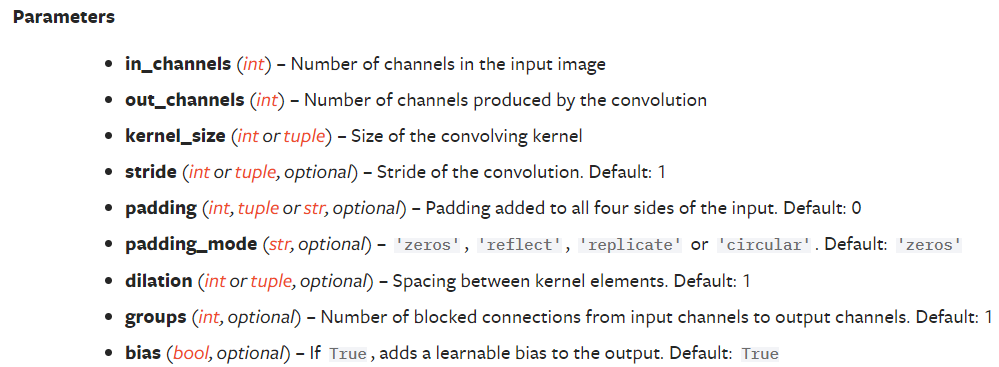 Parameters
• in_channels (int) – Number of channels in the input image
• out_channels (int) – Number of channels produced by the convolution
• kernel_size (int or tuple) – Size of the convolving kernel
• stride (int or tuple, optional) – Stride of the convolution. Default: 1
• padding (int, tuple or str, optional) – Padding added to all four sides of the input. Default: 0
• padding_mode (str, optional) – 'zeros', 'reflect', 'replicate' or 'circular'. Default: 'zeros'
• dilation (int or tuple, optional) – Spacing between kernel elements. Default: 1
• groups (int, optional) – Number of blocked connections from input channels to output channels. Default: 1
• bias (bool, optional) – If True, adds a learnable bias to the output. Default: True